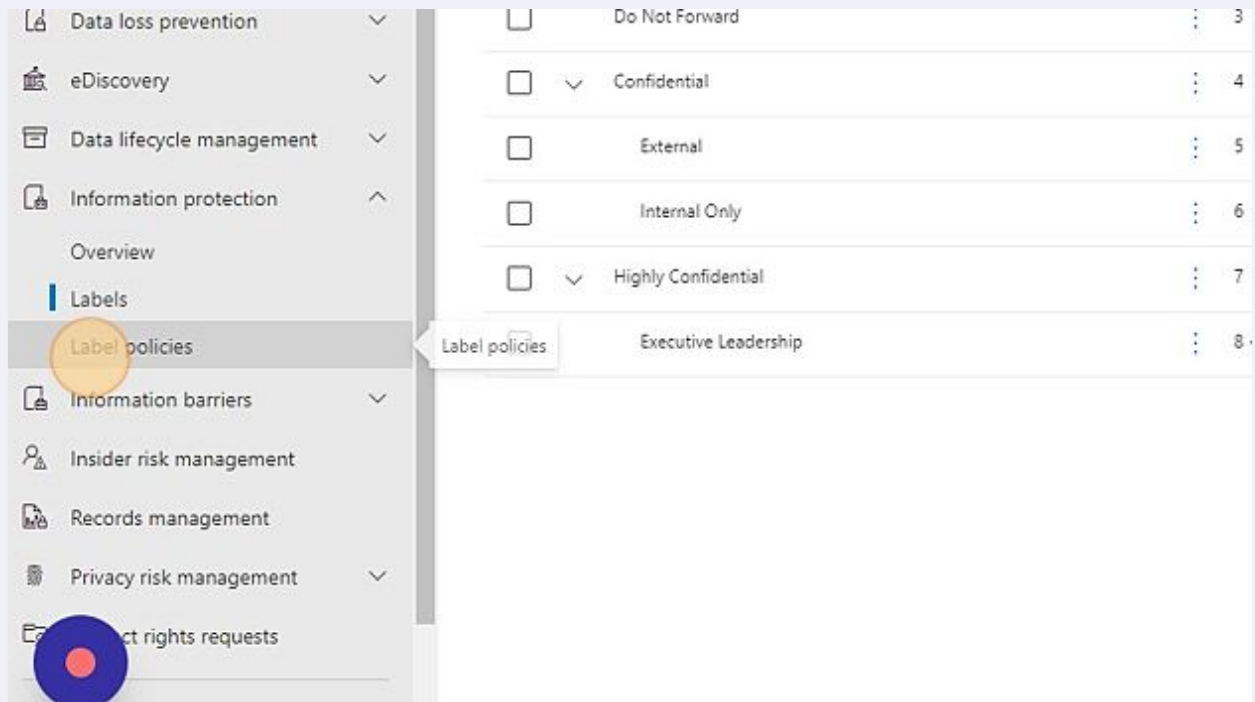 Data loss prevention
eDiscovery
Data lifecycle management
Information protection
Overview
Labels
Label policies
Information barriers
Insider risk management
Records management
Privacy risk management
ct rights requests
Label policies
Do Not Forward 3
Confidential 4
External 5
Internal Only 6
Highly Confidential 7
Executive Leadership 8